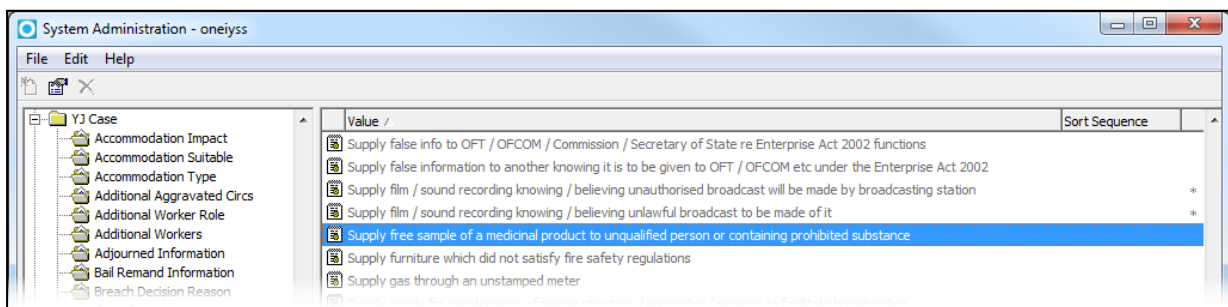 System Administration - oneiyss
File Edit Help
YJ Case
Accommodation Impact
Accommodation Suitable
Accommodation Type
Additional Aggravated Circs
Additional Worker Role
Additional Workers
Adjourned Information
Bail Remand Information
Breach Decision Reason
Value / Sort Sequence
Supply false info to OFT / OFCOM / Commission / Secretary of State re Enterprise Act 2002 functions
Supply false information to another knowing it is to be given to OFT / OFCOM etc under the Enterprise Act 2002
Supply film / sound recording knowing / believing unauthorised broadcast will be made by broadcasting station *
Supply film / sound recording knowing / believing unlawful broadcast to be made of it *
Supply free sample of a medicinal product to unqualified person or containing prohibited substance
Supply furniture which did not satisfy fire safety regulations
Supply gas through an unstamped meter